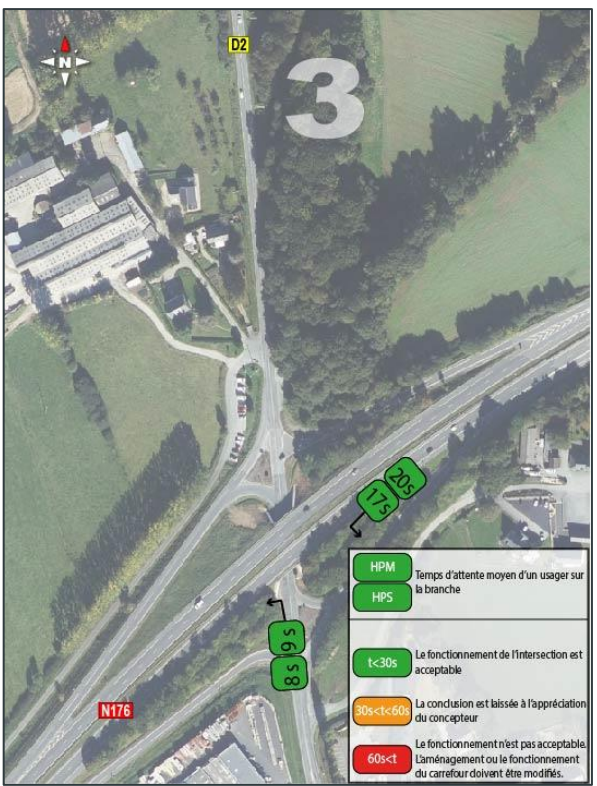 N
D2
3
20s
17s
9 s
8 s
N176
HPM
HPS
Temps d'attente moyen d'un usager sur
la branche
t<30s
Le fonctionnement de l'intersection est
acceptable
30s<t<60s
La conclusion est laissée à l'appréciation
du concepteur
60s<t
Le fonctionnement n'est pas acceptable.
L'aménagement ou le fonctionnement
du carrefour doivent être modifiés.